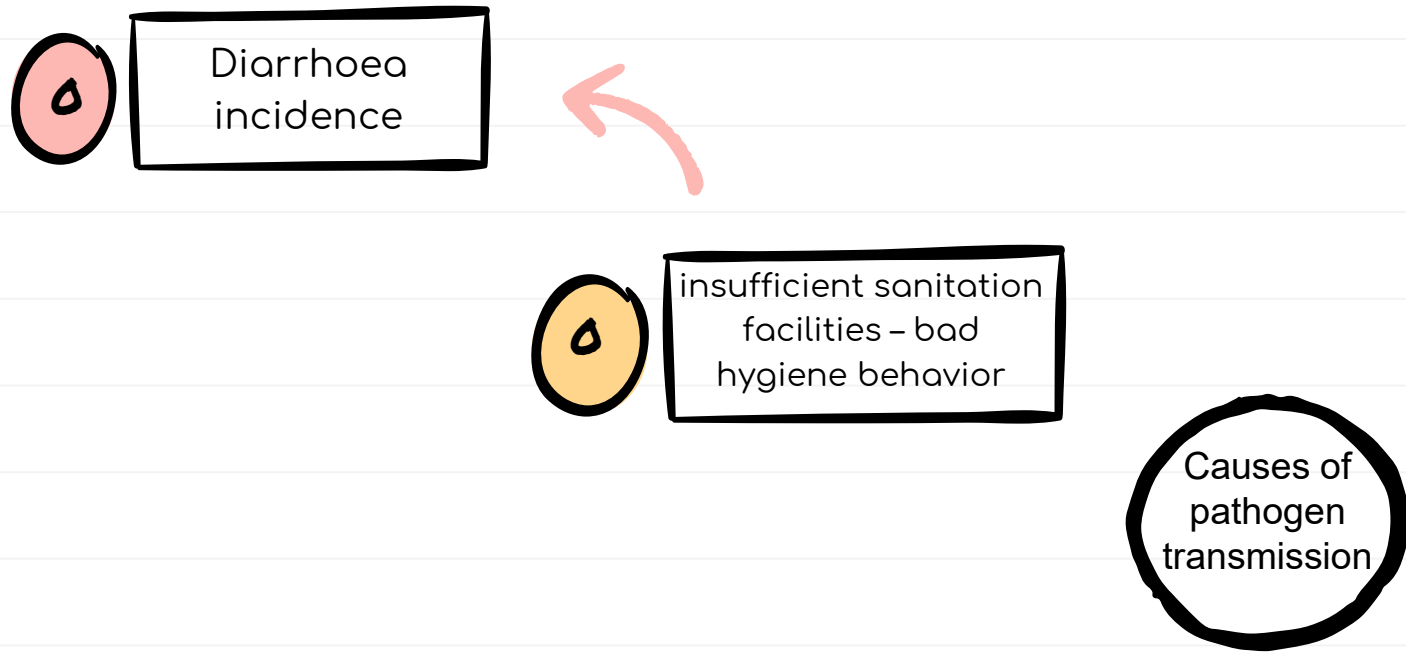 Diarrhoea
incidence
insufficient sanitation
facilities – bad
hygiene behavior
Causes of
pathogen
transmission